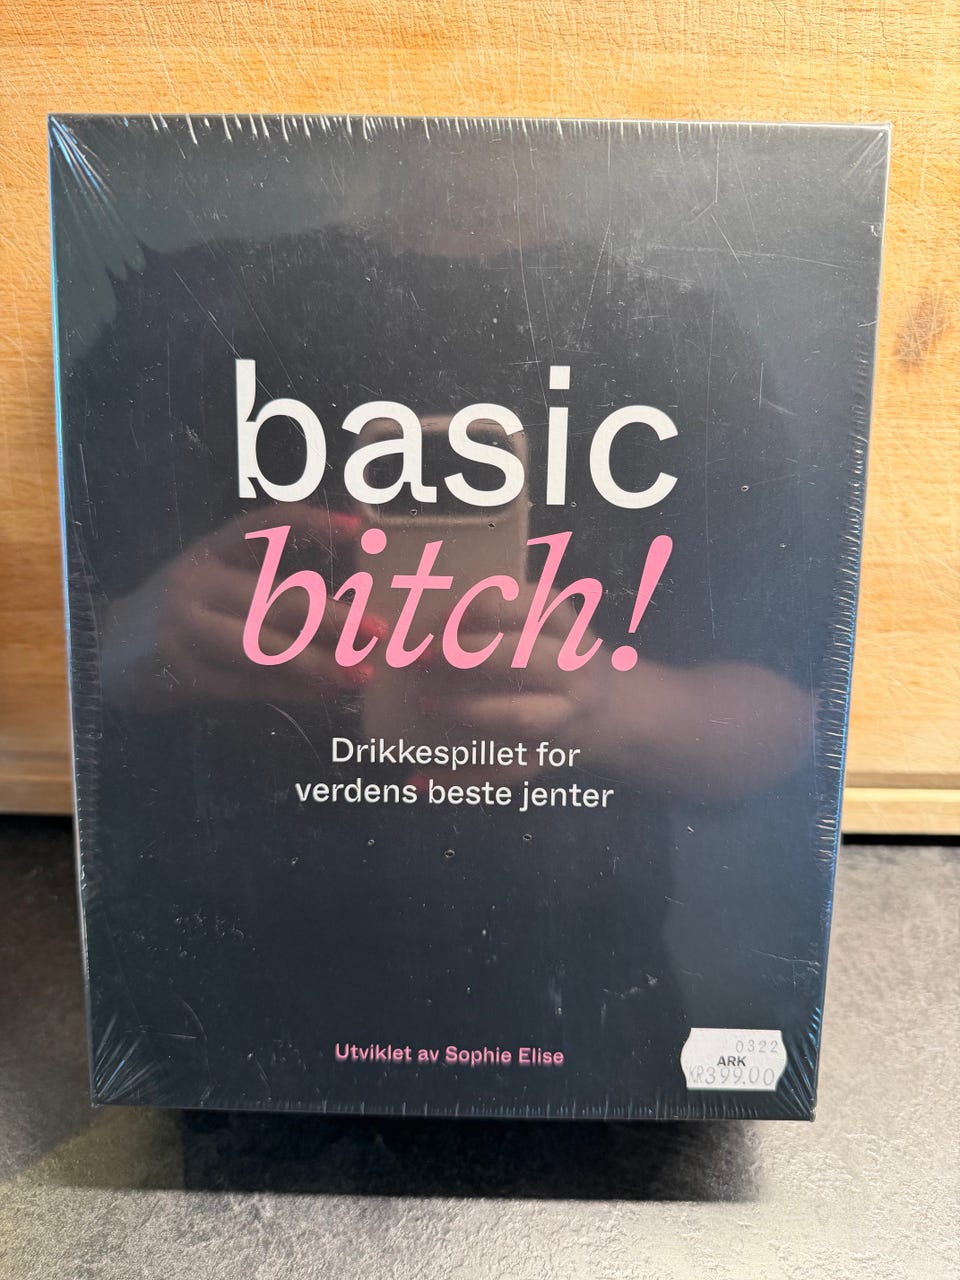 basic
bitch!
Drikkespillet for
verdens beste jenter
Utviklet av Sophie Elise
0322
ARK
KR399.00